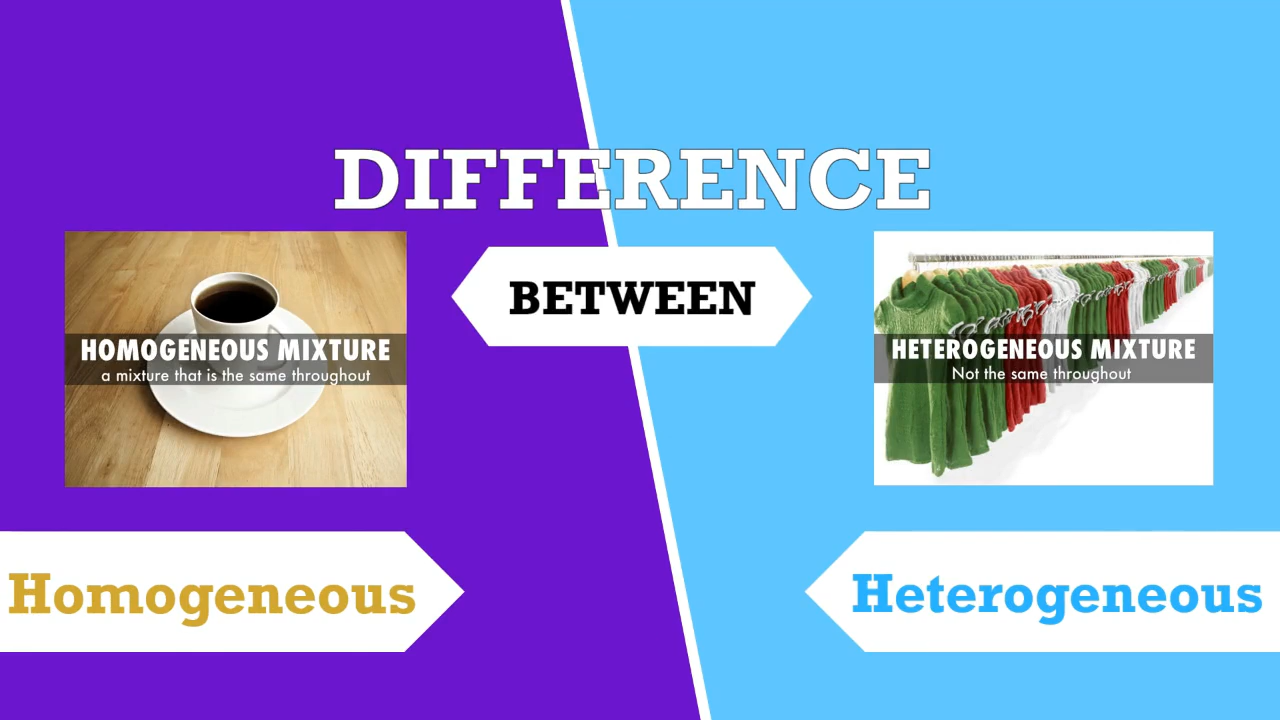 DIFFERENCE
BETWEEN
HOMOGENEOUS MIXTURE
a mixture that is the same throughout
HETEROGENEOUS MIXTURE
Not the same throughout
Homogeneous
Heterogeneous